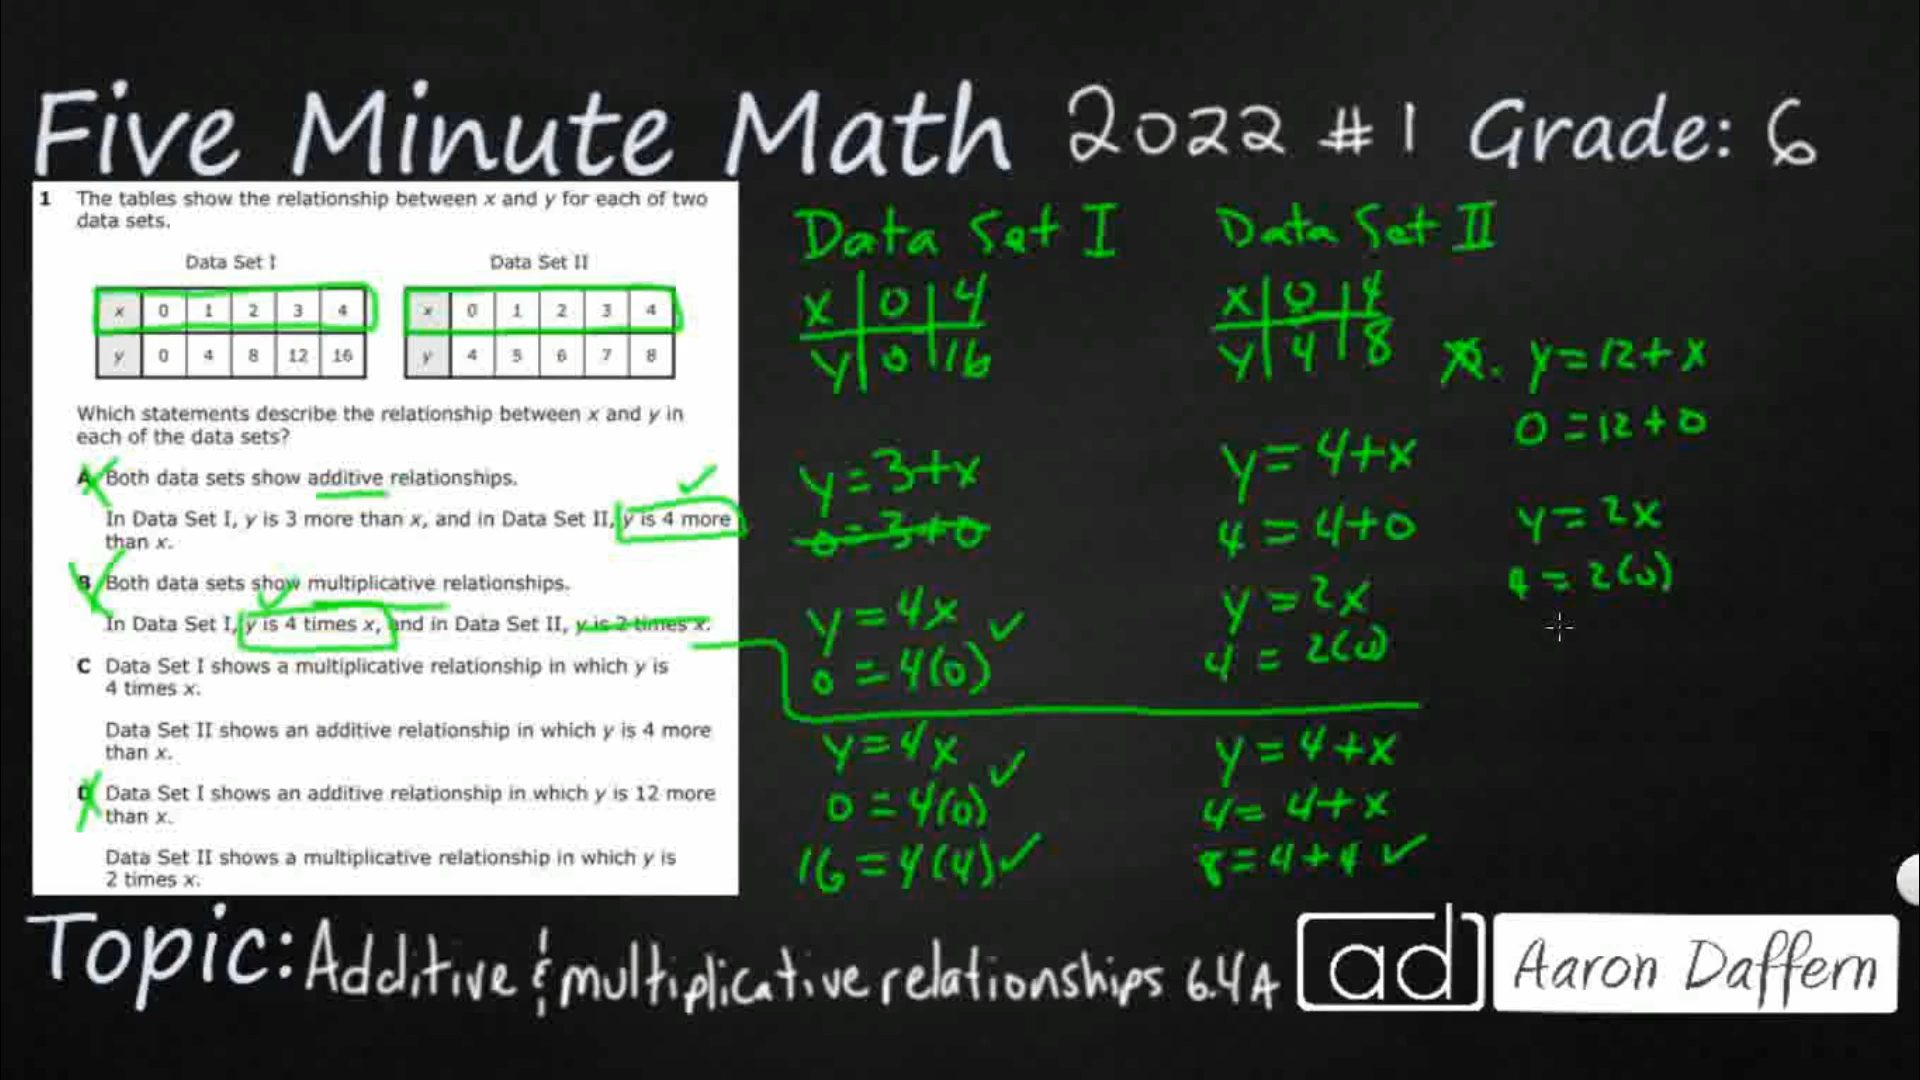 Five Minute Math 2022 #1 Grade: 6
1 The tables show the relationship between x and y for each of two
data sets.
Data Set I
x 0 1 2 3 4
y 0 4 8 12 16
Data Set II
x 0 1 2 3 4
y 4 5 6 7 8
Which statements describe the relationship between x and y in
each of the data sets?
A Both data sets show additive relationships.
In Data Set I, y is 3 more than x, and in Data Set II, y is 4 more
than x.
B Both data sets show multiplicative relationships.
In Data Set I, y is 4 times x, and in Data Set II, y is 2 times x.
C Data Set I shows a multiplicative relationship in which y is
4 times x.
Data Set II shows an additive relationship in which y is 4 more
than x.
D Data Set I shows an additive relationship in which y is 12 more
than x.
Data Set II shows a multiplicative relationship in which y is
2 times x.
Data Set I
X 0 4
Y 0 16
y = 3+x
0 = 3+0
y = 4x ✓
0 = 4(0)
y = 4x
0 = 4(0) ✓
16 = 4(4) ✓
Data Set II
X 0 4
Y 4 8
y = 4+x
4 = 4+0
y = 2x
4 = 2(0)
y = 4+x
4 = 4+x
8 = 4+4 ✓
y = 12+x
0 = 12+0
y = 2x
4 = 2(0)
Topic: Additive & multiplicative relationships 6.4A
ad
Aaron Daffern